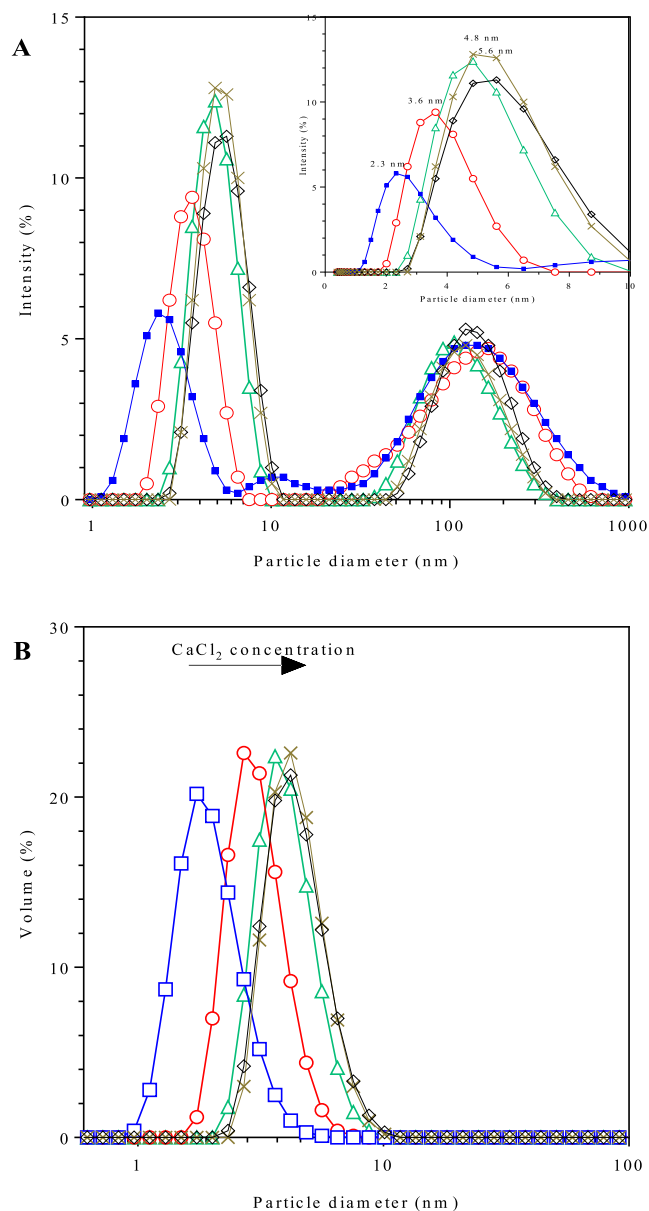 A
15
10
5
0
Intensity (%)
1
10
100
1000
Particle diameter (nm)
15
10
5
0
Intensity (%)
4.8 nm
5.6 nm
3.6 nm
2.3 nm
0
2
4
6
8
10
Particle diameter (nm)
B
30
20
10
0
Volume (%)
CaCl2 concentration
1
10
100
Particle diameter (nm)